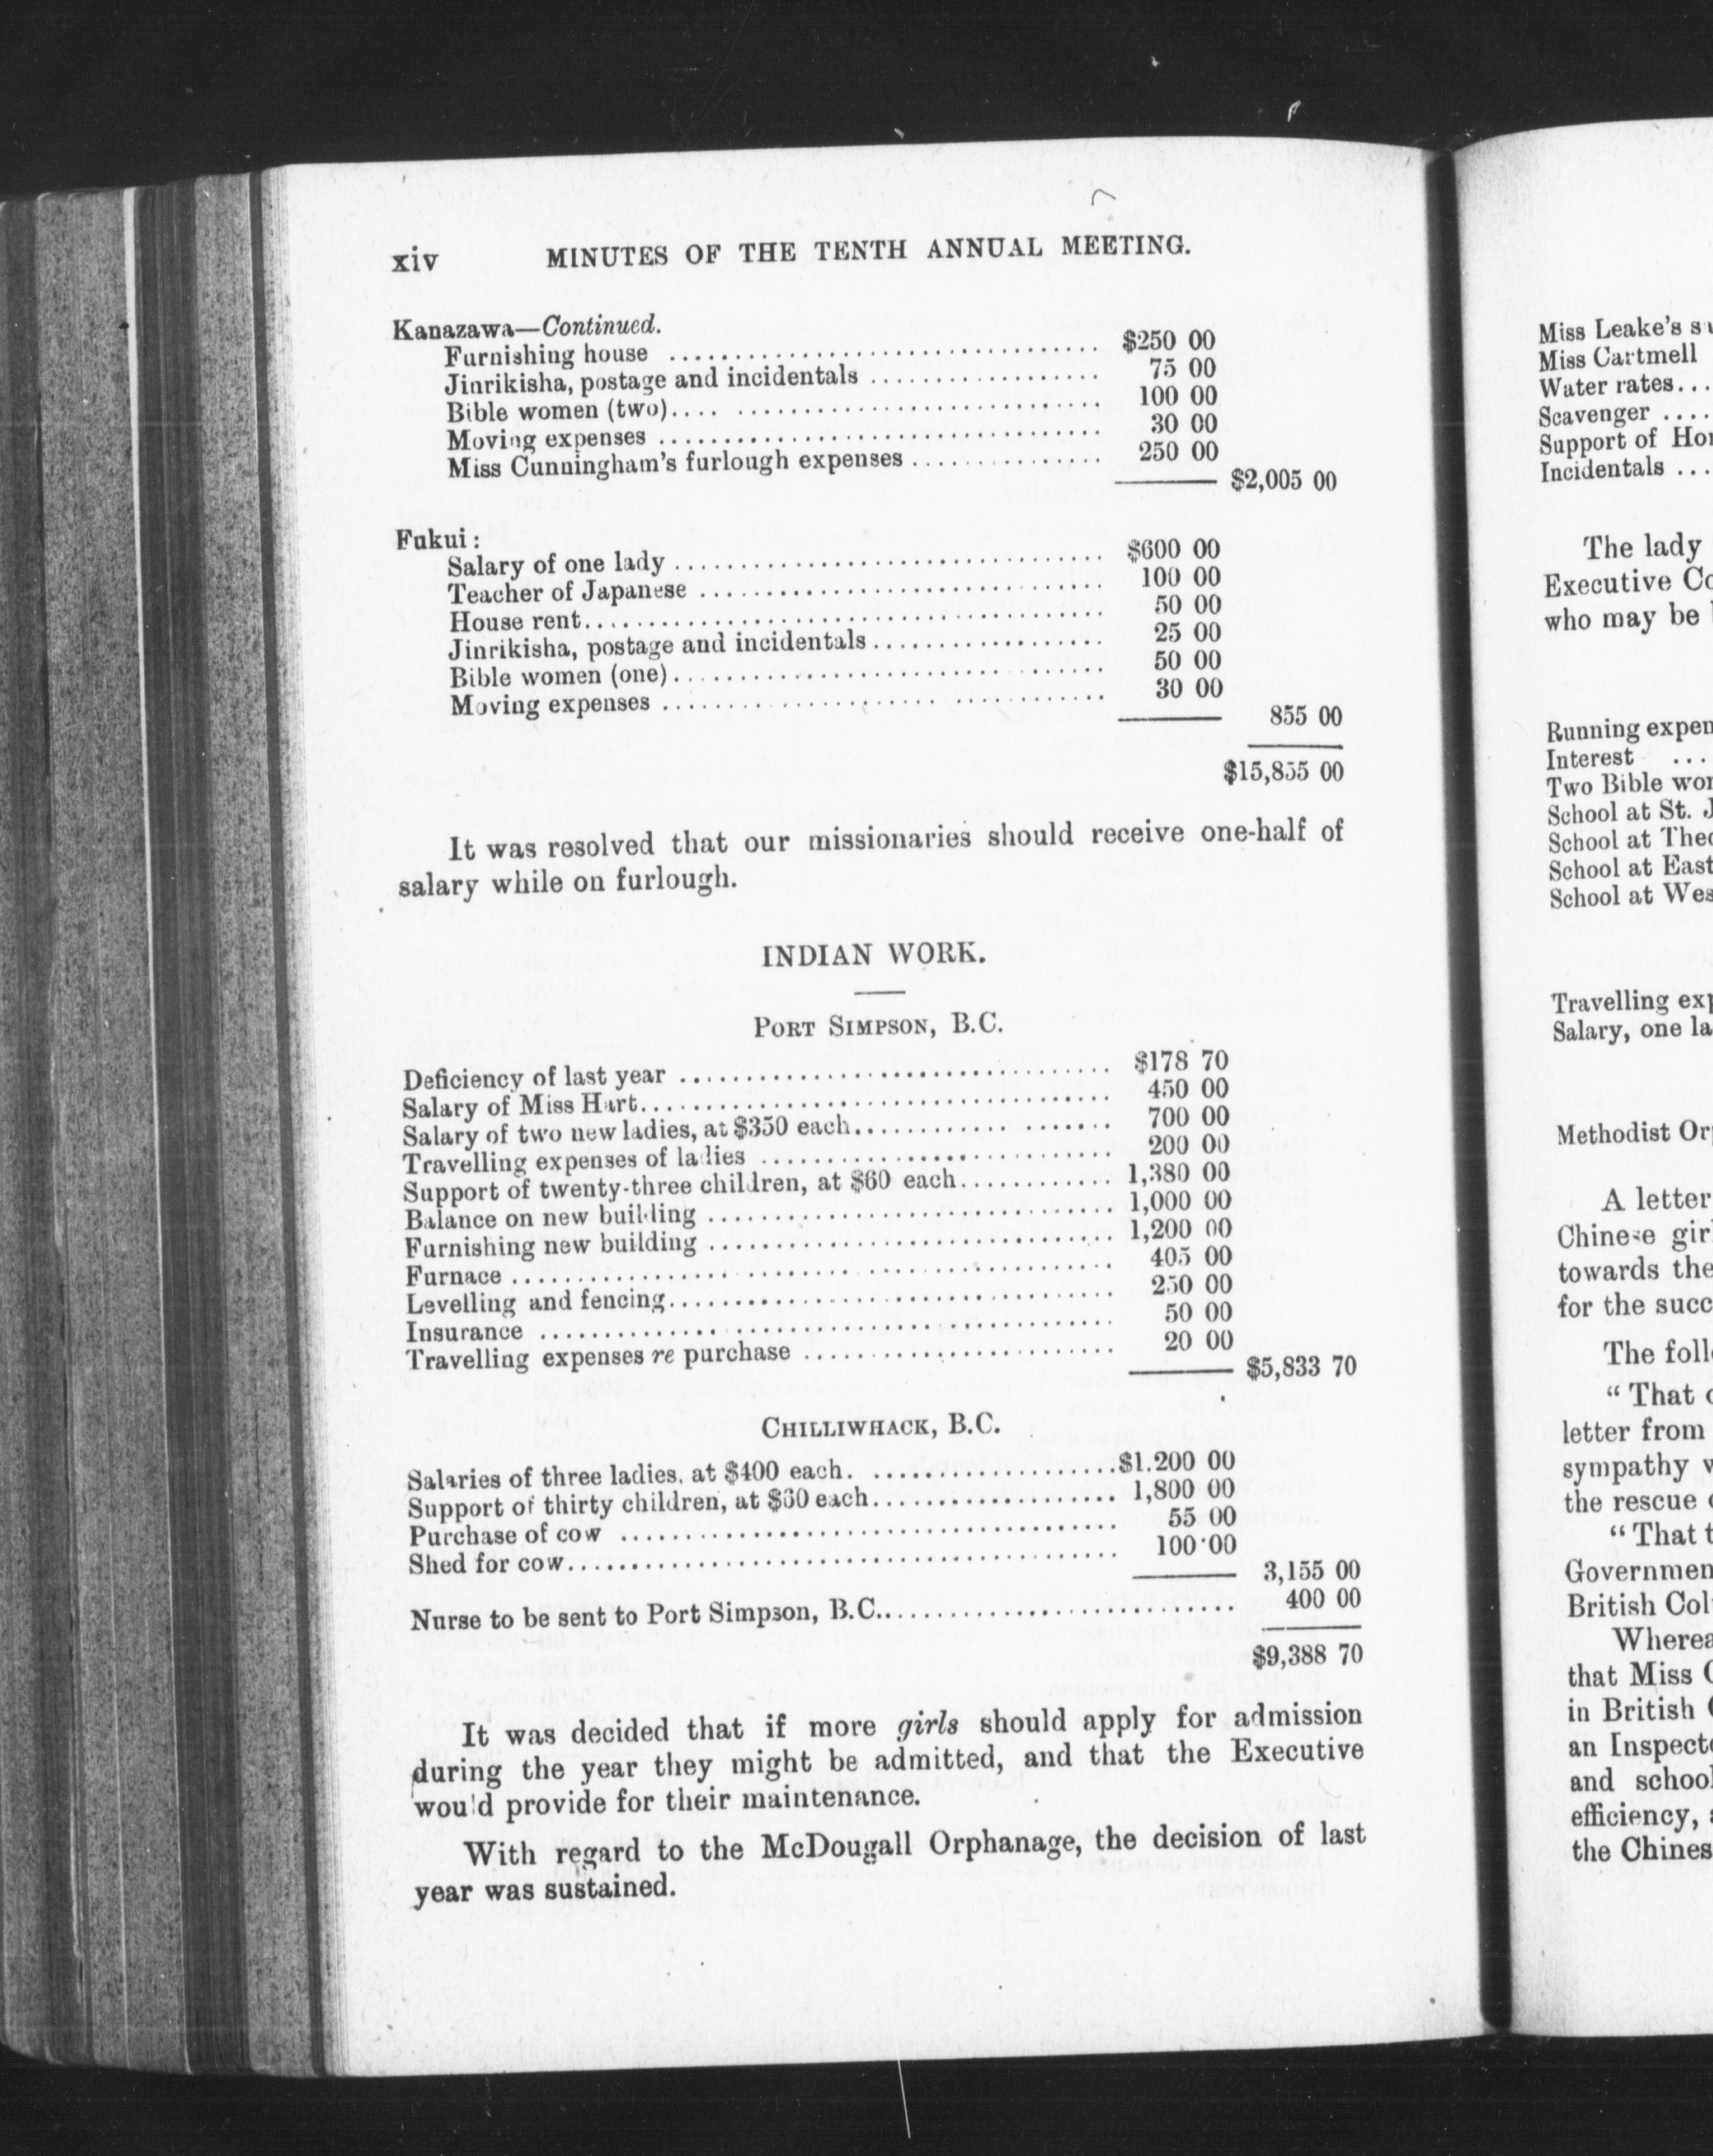 xiv MINUTES OF THE TENTH ANNUAL MEETING.
Kanazawa—Continued.
Furnishing house .... $250 00
Jinrikisha, postage and incidentals .... 75 00
Bible women (two).... 100 00
Moving expenses .... 30 00
Miss Cunningham's furlough expenses .... 250 00
$2,005 00
Fukui :
Salary of one lady .... $600 00
Teacher of Japanese .... 100 00
House rent.... 50 00
Jinrikisha, postage and incidentals.... 25 00
Bible women (one).... 50 00
Moving expenses .... 30 00
855 00
$15,855 00
It was resolved that our missionaries should receive one-half of
salary while on furlough.
INDIAN WORK.
PORT SIMPSON, B.C.
Deficiency of last year .... $178 70
Salary of Miss Hart.... 450 00
Salary of two new ladies, at $350 each.... 700 00
Travelling expenses of ladies .... 200 00
Support of twenty-three children, at $60 each.... 1,380 00
Balance on new building .... 1,000 00
Furnishing new building .... 1,200 00
Furnace .... 405 00
Levelling and fencing.... 250 00
Insurance .... 50 00
Travelling expenses re purchase .... 20 00
$5,833 70
CHILLIWHACK, B.C.
Salaries of three ladies, at $400 each. .... $1.200 00
Support of thirty children, at $60 each.... 1,800 00
Purchase of cow .... 55 00
Shed for cow.... 100 00
3,155 00
Nurse to be sent to Port Simpson, B.C..... 400 00
$9,388 70
It was decided that if more girls should apply for admission
during the year they might be admitted, and that the Executive
would provide for their maintenance.
With regard to the McDougall Orphanage, the decision of last
year was sustained.
Miss Leake's
Miss Cartmell
Water rates...
Scavenger ....
Support of
Incidentals ...
The lady
Executive
who may be
Running
Interest ...
Two Bible
School at St.
School at
School at East
School at
Travelling
Salary, one
Methodist
A letter
Chinese
towards the
for the
The
" That
letter from
sympathy
the rescue
" That
British
that Miss
in British
an
and
efficiency,
the